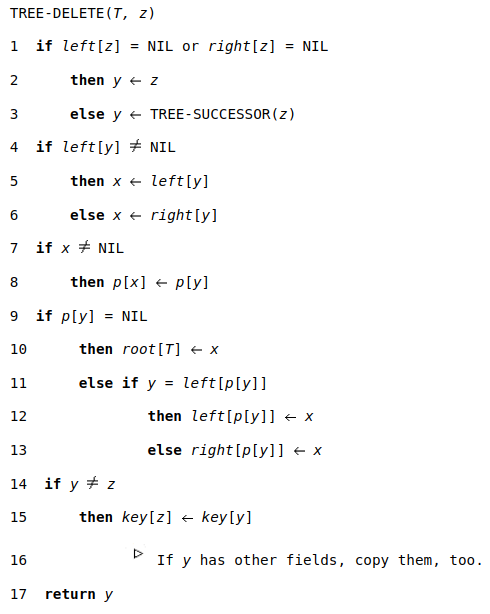 TREE-DELETE(T, z)
1 if left[z] = NIL or right[z] = NIL
2 then y ← z
3 else y ← TREE-SUCCESSOR(z)
4 if left[y] ≠ NIL
5 then x ← left[y]
6 else x ← right[y]
7 if x ≠ NIL
8 then p[x] ← p[y]
9 if p[y] = NIL
10 then root[T] ← x
11 else if y = left[p[y]]
12 then left[p[y]] ← x
13 else right[p[y]] ← x
14 if y ≠ z
15 then key[z] ← key[y]
16 ▷ If y has other fields, copy them, too.
17 return y